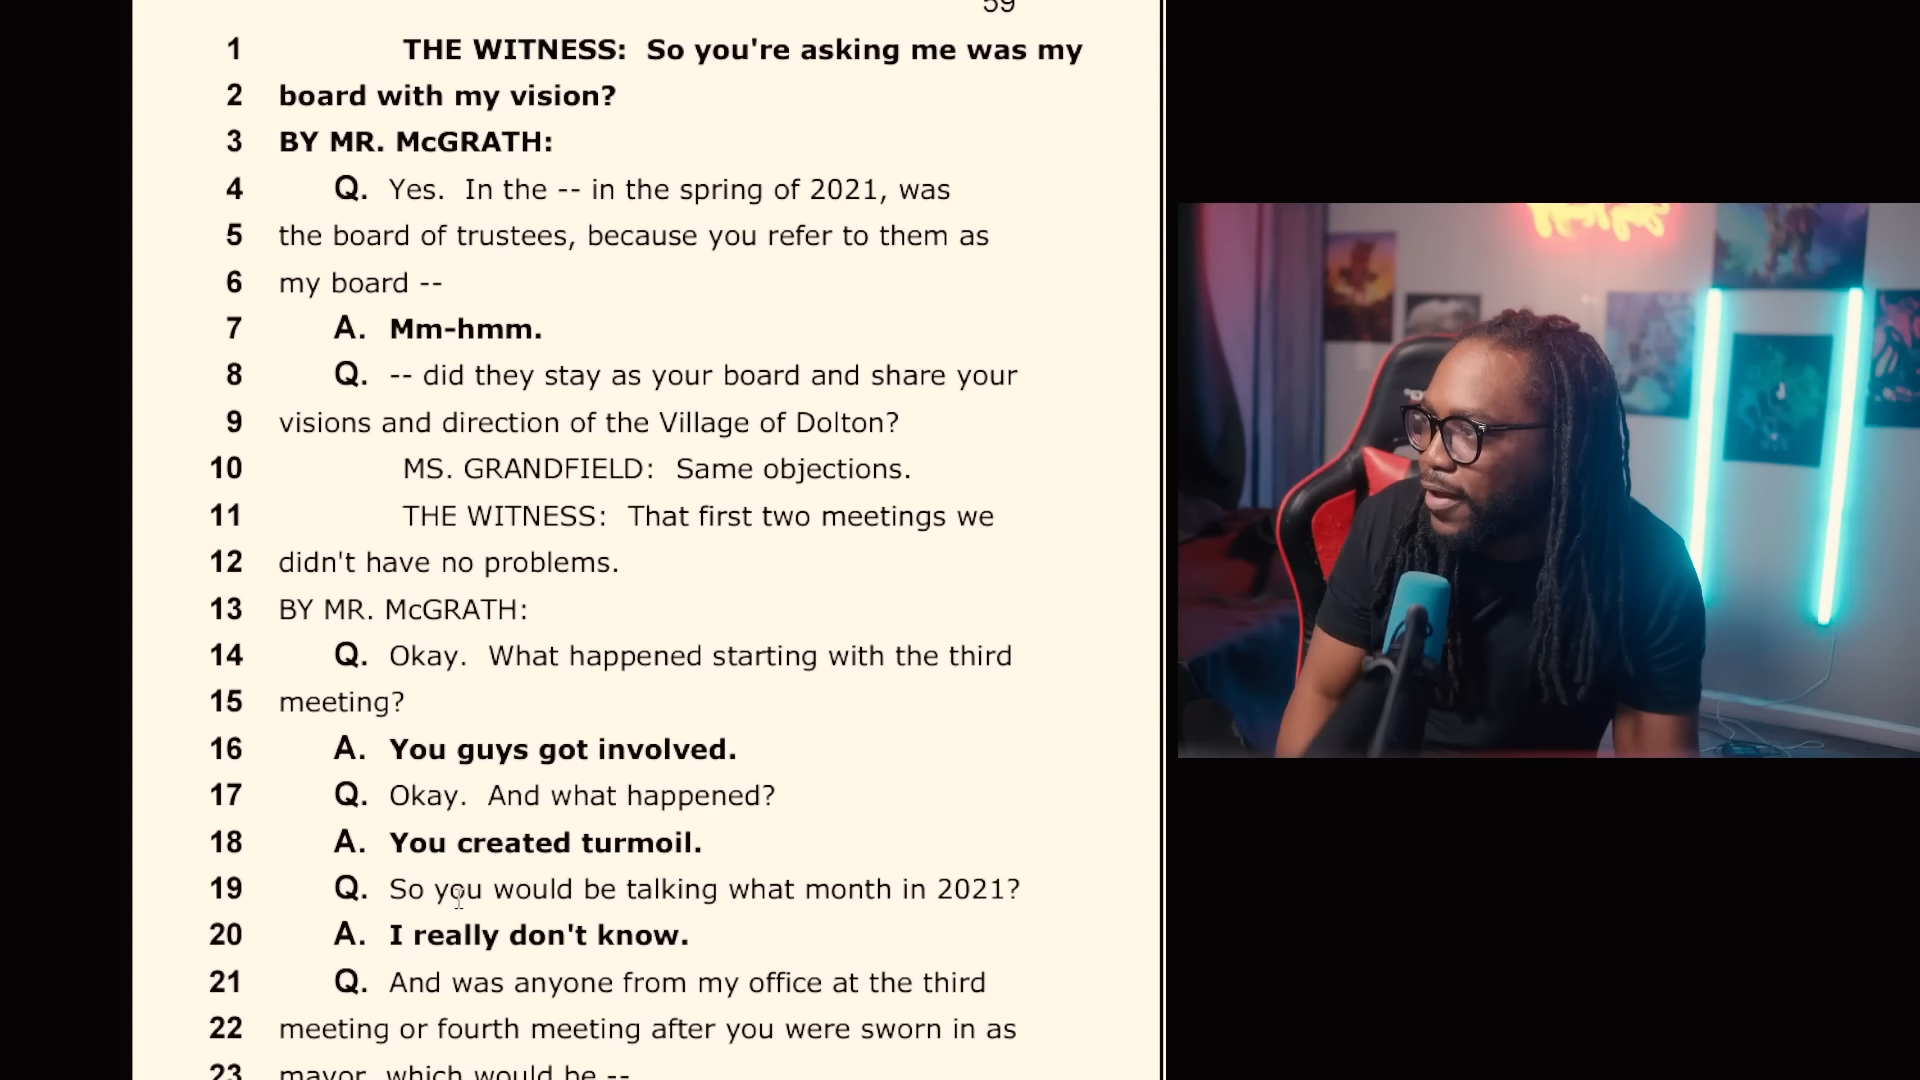 59
1 THE WITNESS: So you're asking me was my
2 board with my vision?
3 BY MR. McGRATH:
4 Q. Yes. In the -- in the spring of 2021, was
5 the board of trustees, because you refer to them as
6 my board --
7 A. Mm-hmm.
8 Q. -- did they stay as your board and share your
9 visions and direction of the Village of Dolton?
10 MS. GRANDFIELD: Same objections.
11 THE WITNESS: That first two meetings we
12 didn't have no problems.
13 BY MR. McGRATH:
14 Q. Okay. What happened starting with the third
15 meeting?
16 A. You guys got involved.
17 Q. Okay. And what happened?
18 A. You created turmoil.
19 Q. So you would be talking what month in 2021?
20 A. I really don't know.
21 Q. And was anyone from my office at the third
22 meeting or fourth meeting after you were sworn in as
23 mayor, which would be --